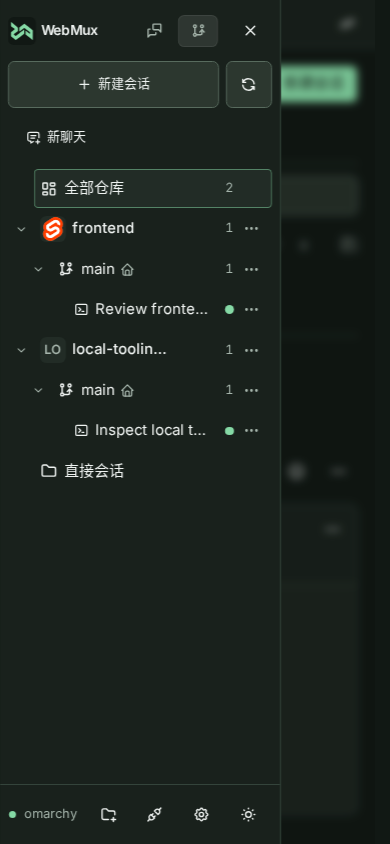 WebMux
新建会话
新聊天
全部仓库 2
frontend 1
main 1
Review fronte...
LO local-toolin... 1
main 1
Inspect local t...
直接会话
omarchy